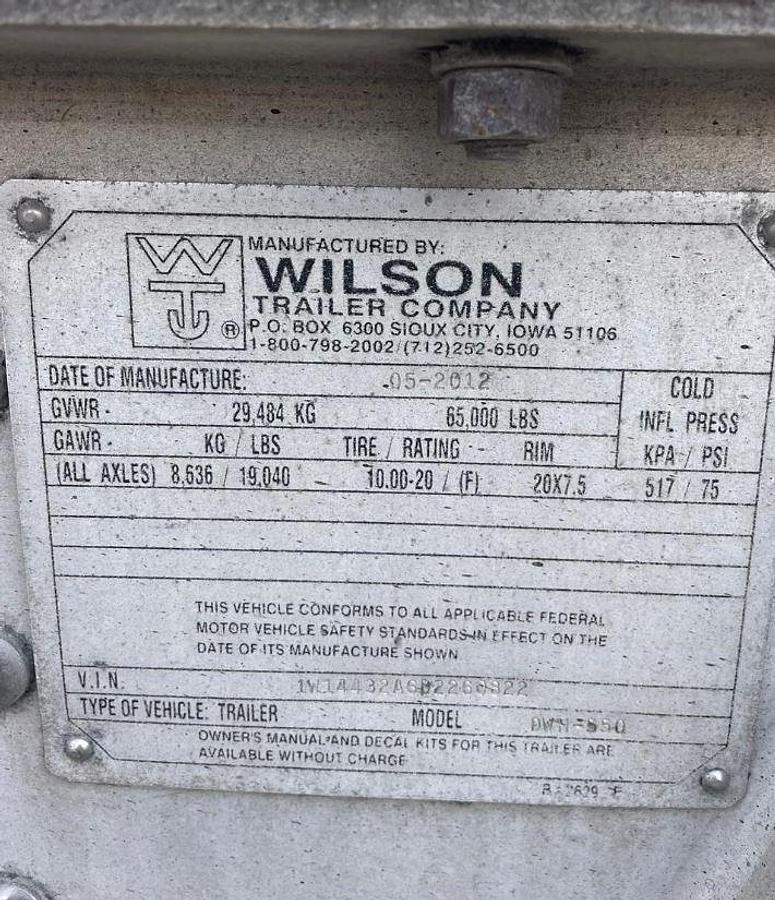 WT
®
MANUFACTURED BY:
WILSON
TRAILER COMPANY
P.O. BOX 6300 SIOUX CITY, IOWA 51106
1-800-798-2002/(712)252-6500
DATE OF MANUFACTURE: 05-2012
COLD
INFL PRESS
KPA / PSI
GVWR - 29,484 KG 65,000 LBS
GAWR - KG / LBS TIRE / RATING - RIM
(ALL AXLES) 8,636 / 19,040 - 10.00-20 / (F) 20X7.5 517 / 75
THIS VEHICLE CONFORMS TO ALL APPLICABLE FEDERAL
MOTOR VEHICLE SAFETY STANDARDS IN EFFECT ON THE
DATE OF ITS MANUFACTURE SHOWN
V.I.N.
TYPE OF VEHICLE: TRAILER MODEL
OWNER'S MANUAL AND DECAL KITS FOR THIS TRAILER ARE
AVAILABLE WITHOUT CHARGE